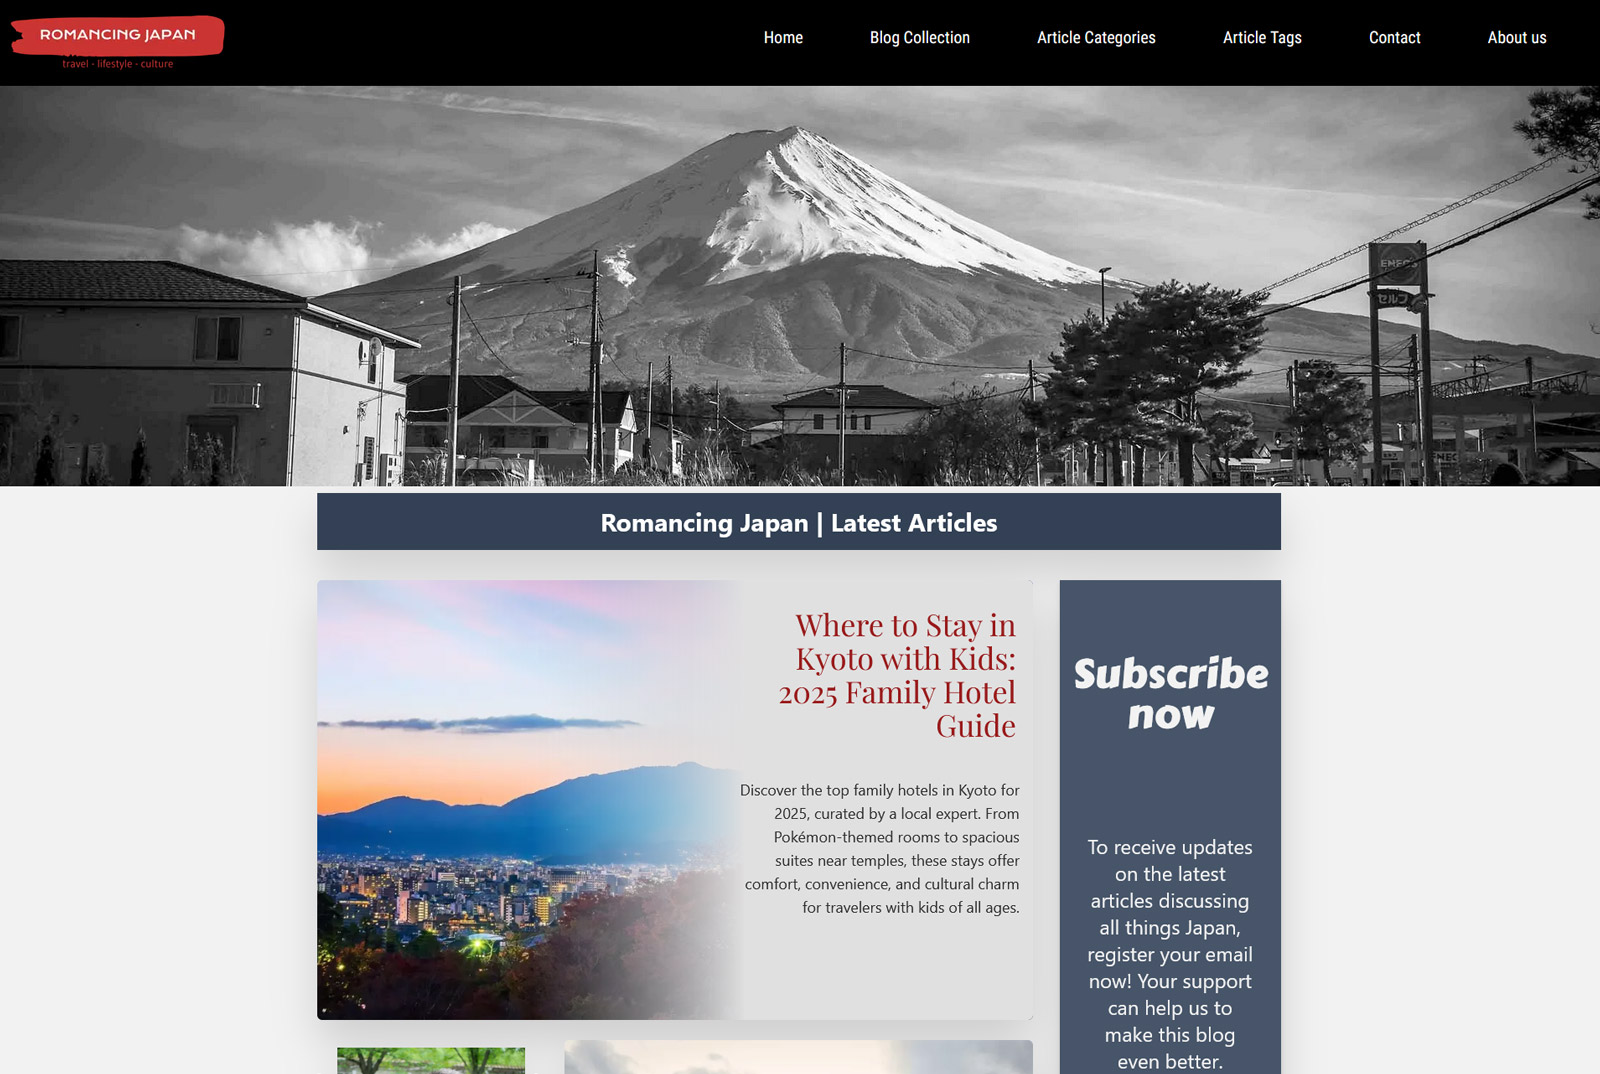 ROMANCING JAPAN
travel - lifestyle - culture
Home
Blog Collection
Article Categories
Article Tags
Contact
About us
ENEOS
セルフ
Romancing Japan | Latest Articles
Where to Stay in
Kyoto with Kids:
2025 Family Hotel
Guide
Discover the top family hotels in Kyoto for
2025, curated by a local expert. From
Pokémon-themed rooms to spacious
suites near temples, these stays offer
comfort, convenience, and cultural charm
for travelers with kids of all ages.
Subscribe
now
To receive updates
on the latest
articles discussing
all things Japan,
register your email
now! Your support
can help us to
make this blog
even better.